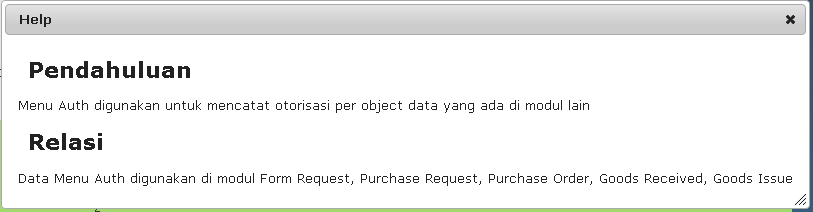 Help
Pendahuluan
Menu Auth digunakan untuk mencatat otorisasi per object data yang ada di modul lain
Relasi
Data Menu Auth digunakan di modul Form Request, Purchase Request, Purchase Order, Goods Received, Goods Issue